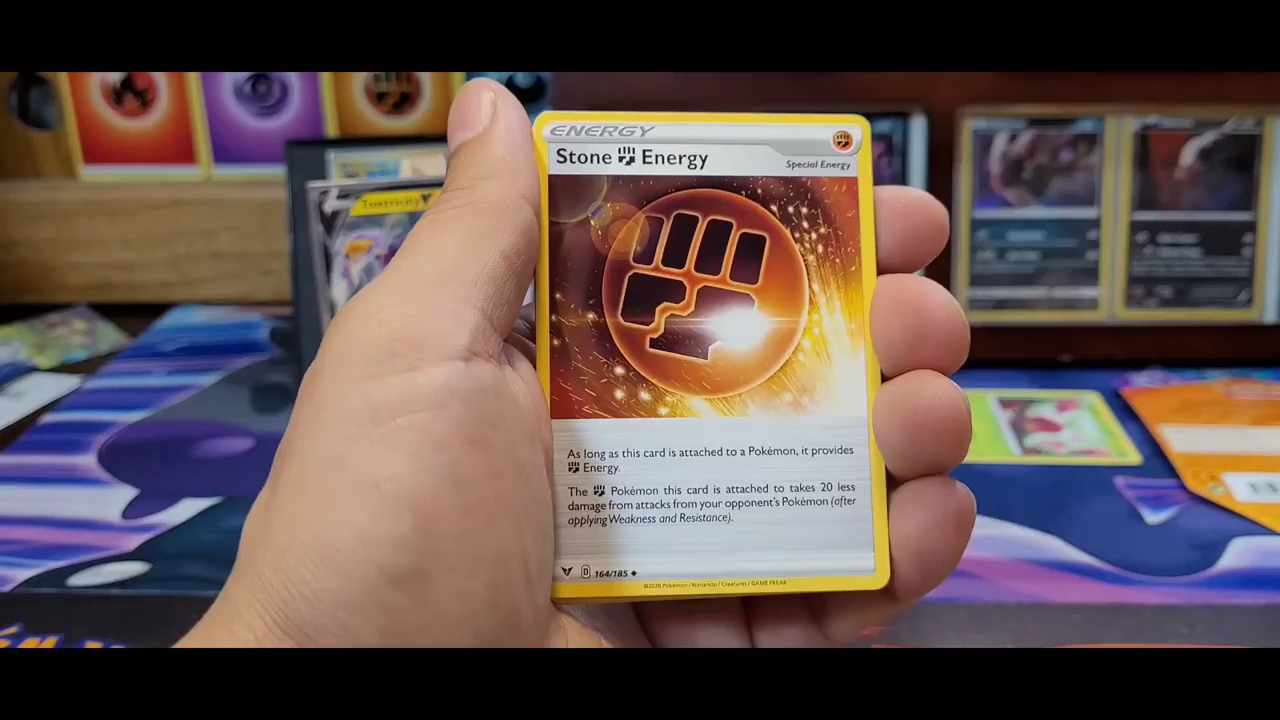 ENERGY
Stone Energy
Special Energy
Toxtricity V
As long as this card is attached to a Pokémon, it provides
Energy.
The Pokémon this card is attached to takes 20 less
damage from attacks from your opponent's Pokémon (after
applying Weakness and Resistance).
D 164/185
©2020 Pokémon / Nintendo / Creatures / GAME FREAK